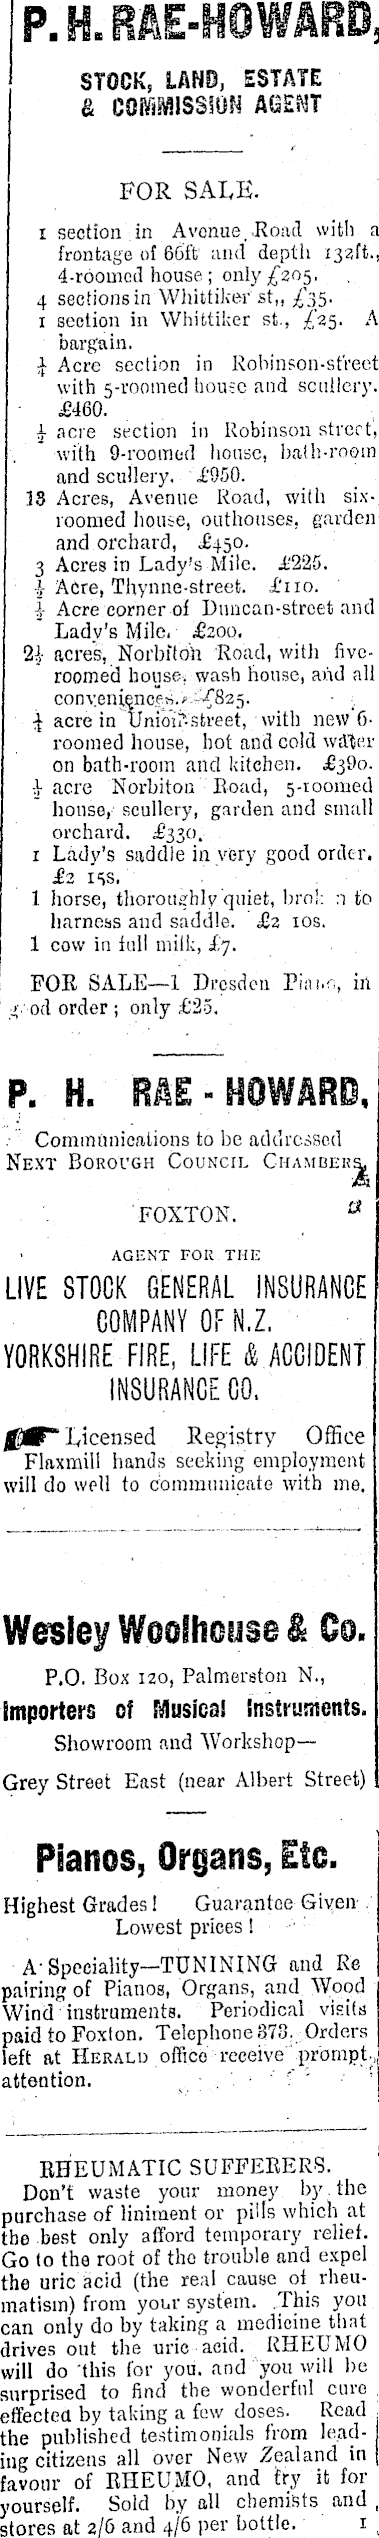 P. H. RAE-HOWARD,
STOCK, LAND, ESTATE
& COMMISSION AGENT
FOR SALE.
1 section in Avenue Road with a
frontage of 66ft and depth 132ft.,
4-roomed house; only £205.
4 sections in Whittiker st,, £35.
1 section in Whittiker st., £25. A
bargain.
¼ Acre section in Robinson-street
with 5-roomed house and scullery.
£460.
½ acre section in Robinson street,
with 9-roomed house, bath-room
and scullery. £950.
13 Acres, Avenue Road, with six-
roomed house, outhouses, garden
and orchard, £450.
3 Acres in Lady's Mile. £225.
Acre, Thynne-street. £110.
Acre corner of Duncan-street and
Lady's Mile. £200.
acres, Norbiton Road, with five-
roomed house, wash house, and all
conveniences. £825.
¼ acre in Union-street, with new 6-
roomed house, hot and cold water
on bath-room and kitchen. £390.
acre Norbiton Road, 5-roomed
house, scullery, garden and small
orchard. £330.
1 Lady's saddle in very good order.
£2 15s.
1 horse, thoroughly quiet, to
harness and saddle. £2 10s.
1 cow in full milk, £7.
FOR SALE—1 Dresden Piano, in
good order; only £25.
P. H. RAE - HOWARD,
Communications to be addressed
NEXT BOROUGH COUNCIL CHAMBERS,
FOXTON.
AGENT FOR THE
LIVE STOCK GENERAL INSURANCE
COMPANY OF N.Z.
YORKSHIRE FIRE, LIFE & ACCIDENT
INSURANCE CO.
Licensed Registry Office
Flaxmill hands seeking employment
will do well to communicate with me.
Wesley Woolhouse & Co.
P.O. Box 120, Palmerston N.,
Importers of Musical Instruments.
Showroom and Workshop—
Grey Street East (near Albert Street)
Pianos, Organs, Etc.
Highest Grades! Guarantee Given
Lowest prices!
A Speciality—TUNINING and Re
pairing of Pianos, Organs, and Wood
Wind instruments. Periodical visits
paid to Foxton. Telephone 373. Orders
left at HERALD office receive prompt
attention.
RHEUMATIC SUFFERERS.
Don't waste your money by the
purchase of liniment or pills which at
the best only afford temporary relief.
Go to the root of the trouble and expel
the uric acid (the real cause of rheu-
matism) from your system. This you
can only do by taking a medicine that
drives out the uric acid. RHEUMO
will do this for you. and you will be
surprised to find the wonderful cure
effected by taking a few doses. Read
the published testimonials from lead-
ing citizens all over New Zealand in
favour of RHEUMO, and try it for
yourself. Sold by all chemists and
stores at 2/6 and 4/6 per bottle. 1